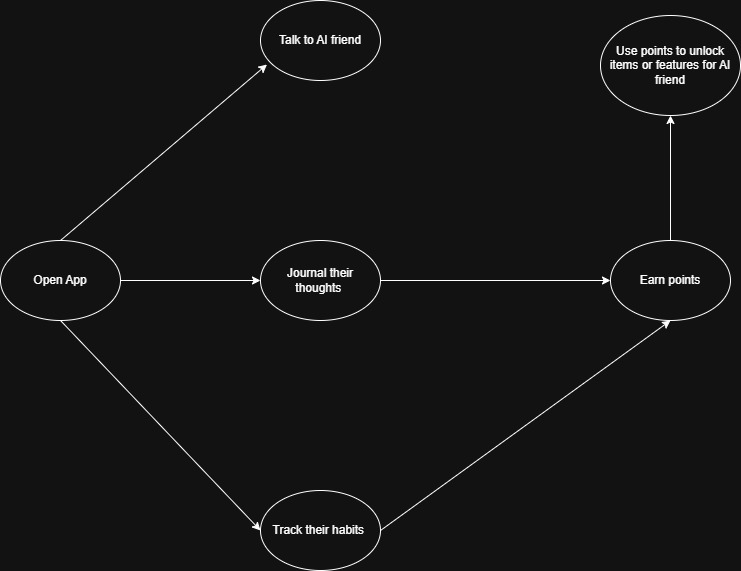 Talk to AI friend
Use points to unlock
items or features for AI
friend
Open App
Journal their
thoughts
Earn points
Track their habits